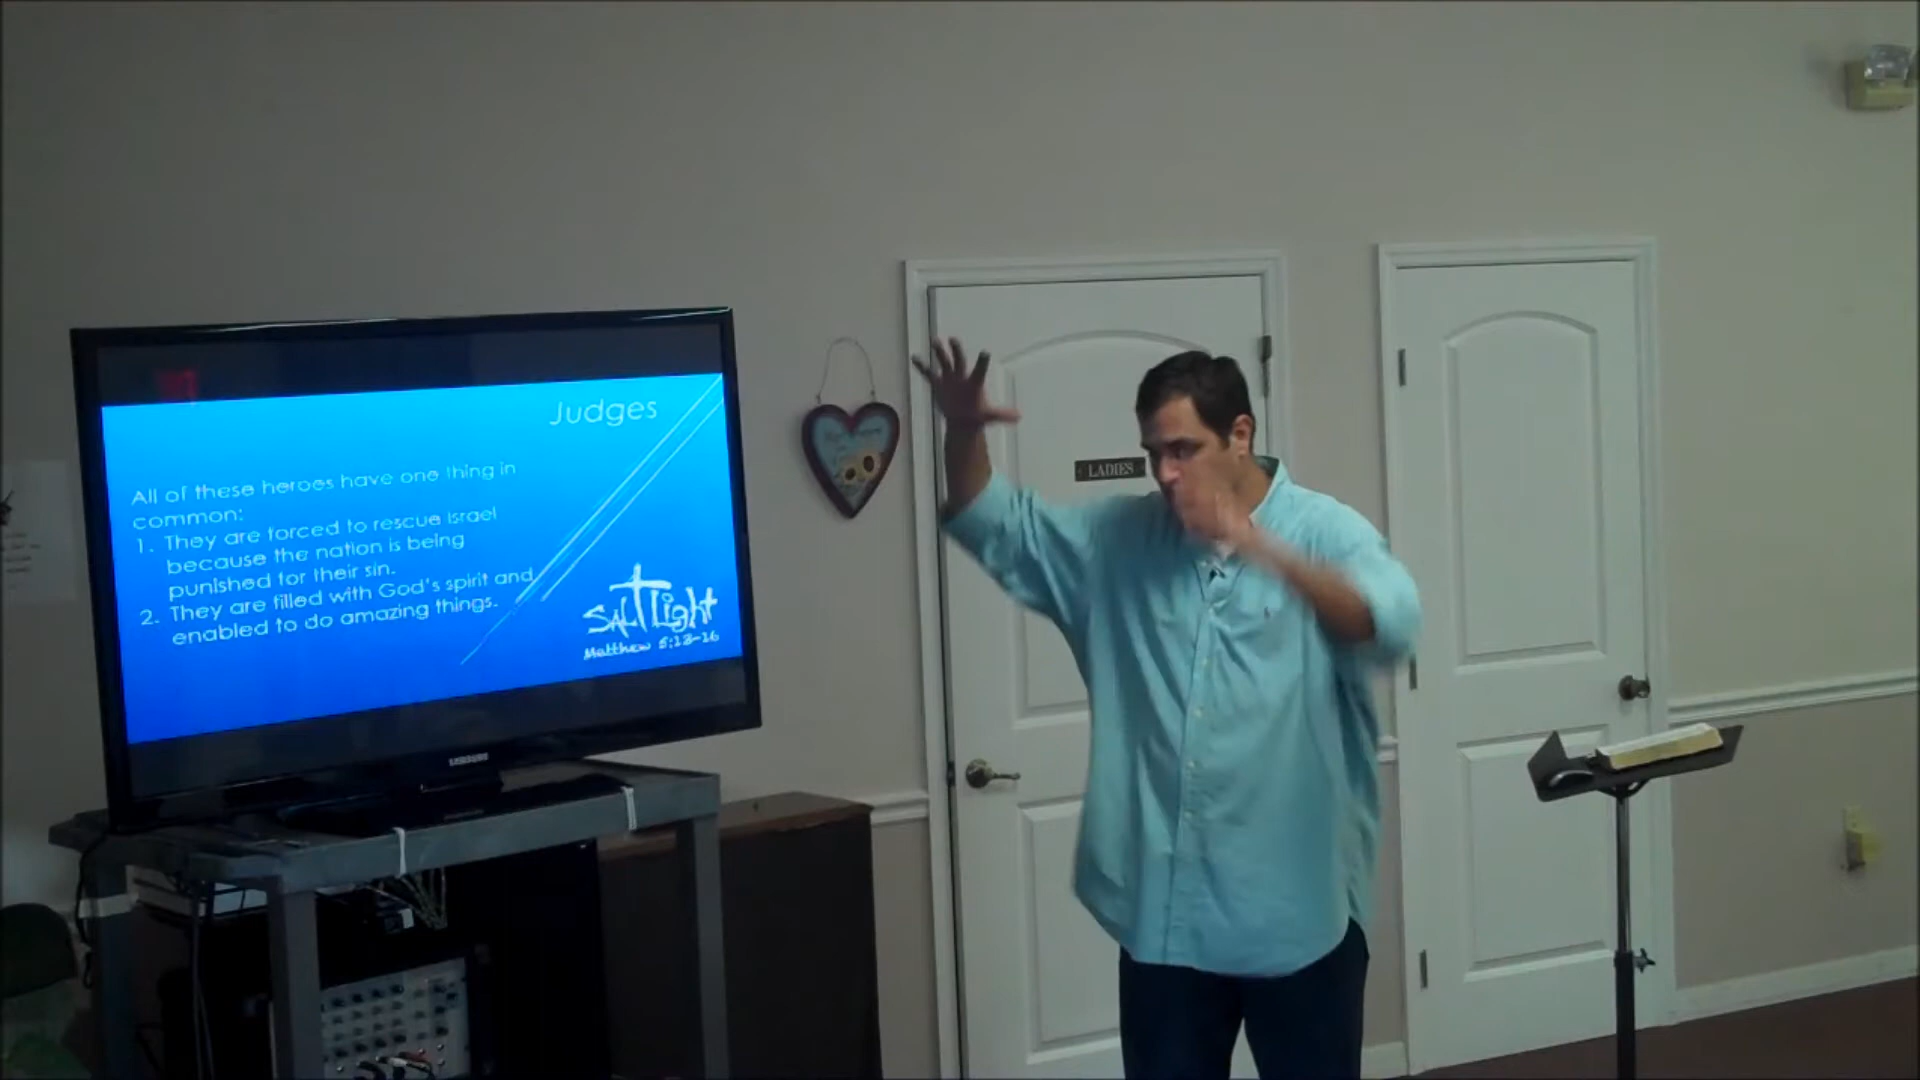 Judges
All of these heroes have one thing in
common:
1. They are forced to rescue Israel
because the nation is being
punished for their sin.
2. They are filled with God's spirit and
enabled to do amazing things.
SALT Light
Matthew 5:13-16
SAMSUNG
LADIES